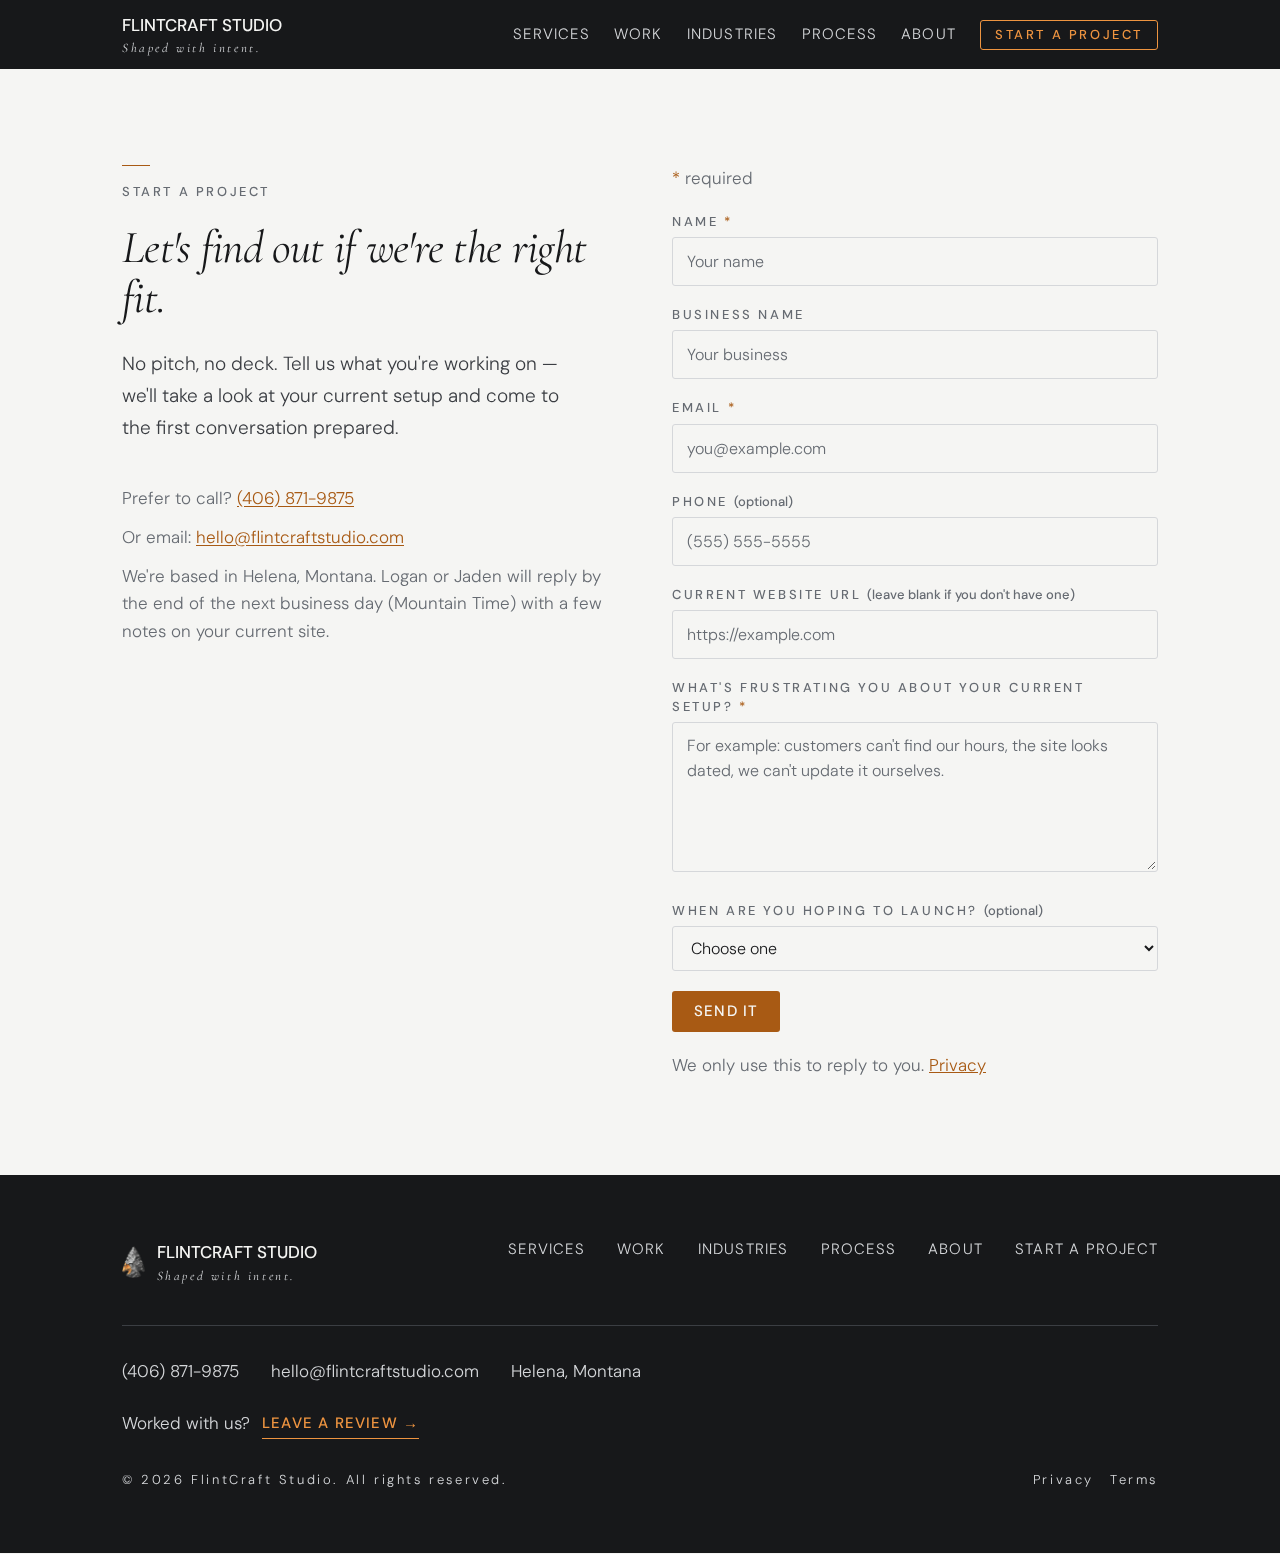 FLINTCRAFT STUDIO
Shaped with intent.
SERVICES WORK INDUSTRIES PROCESS ABOUT START A PROJECT
START A PROJECT
Let's find out if we're the right
fit.
No pitch, no deck. Tell us what you're working on —
we'll take a look at your current setup and come to
the first conversation prepared.
Prefer to call? (406) 871-9875
Or email: hello@flintcraftstudio.com
We're based in Helena, Montana. Logan or Jaden will reply by
the end of the next business day (Mountain Time) with a few
notes on your current site.
* required
NAME *
Your name
BUSINESS NAME
Your business
EMAIL *
you@example.com
PHONE (optional)
(555) 555-5555
CURRENT WEBSITE URL (leave blank if you don't have one)
https://example.com
WHAT'S FRUSTRATING YOU ABOUT YOUR CURRENT
SETUP? *
For example: customers can't find our hours, the site looks
dated, we can't update it ourselves.
WHEN ARE YOU HOPING TO LAUNCH? (optional)
Choose one
SEND IT
We only use this to reply to you. Privacy
FLINTCRAFT STUDIO
Shaped with intent.
SERVICES WORK INDUSTRIES PROCESS ABOUT START A PROJECT
(406) 871-9875 hello@flintcraftstudio.com Helena, Montana
Worked with us? LEAVE A REVIEW →
© 2026 FlintCraft Studio. All rights reserved.
Privacy Terms